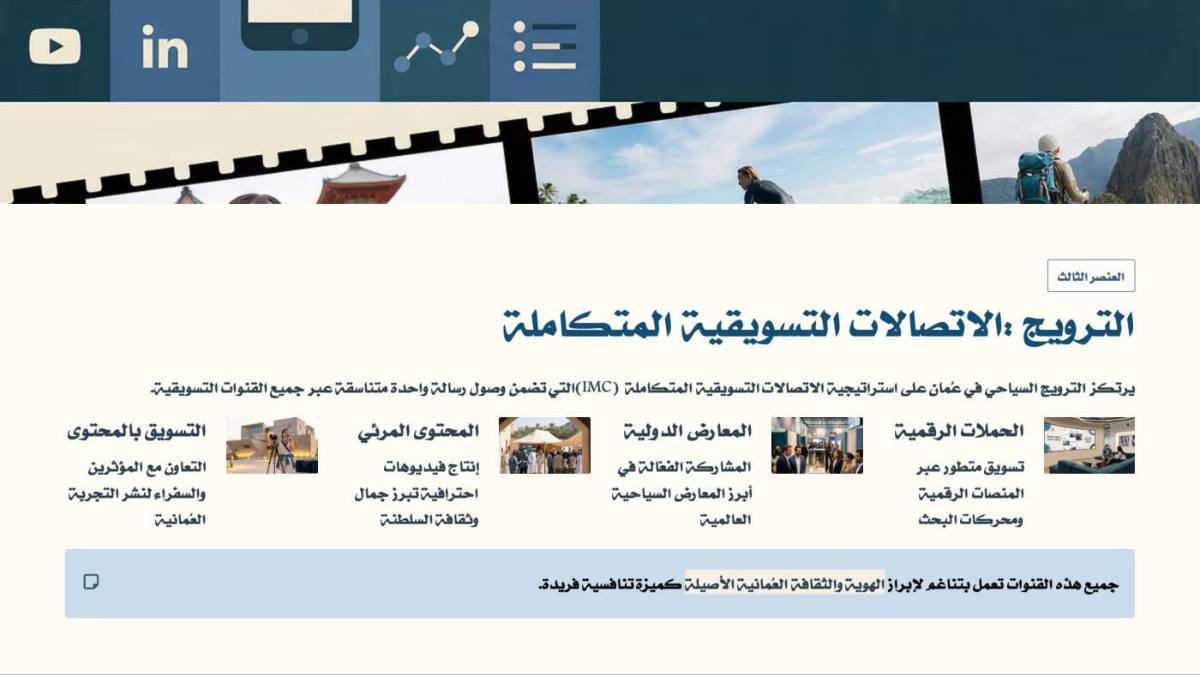 in
العنصر الثالث
الترويج :الاتصالات التسويقية المتكاملة
يرتكز الترويج السياحي في عُمان على استراتيجية الاتصالات التسويقية المتكاملة (IMC)التي تضمن وصول رسالة واحدة متناسقة عبر جميع القنوات التسويقية.
الحملات الرقمية
تسويق متطور عبر
المنصات الرقمية
ومحركات البحث
المعارض الدولية
المشاركة الفعّالة في
أبرز المعارض السياحية
العالمية
المحتوى المرئي
إنتاج فيديوهات
احترافية تبرز جمال
وثقافة السلطنة
التسويق بالمحتوى
التعاون مع المؤثرين
والسفراء لنشر التجربة
العُمانية
جميع هذه القنوات تعمل بتناغم لإبراز الهوية والثقافة العُمانية الأصيلة كميزة تنافسية فريدة.